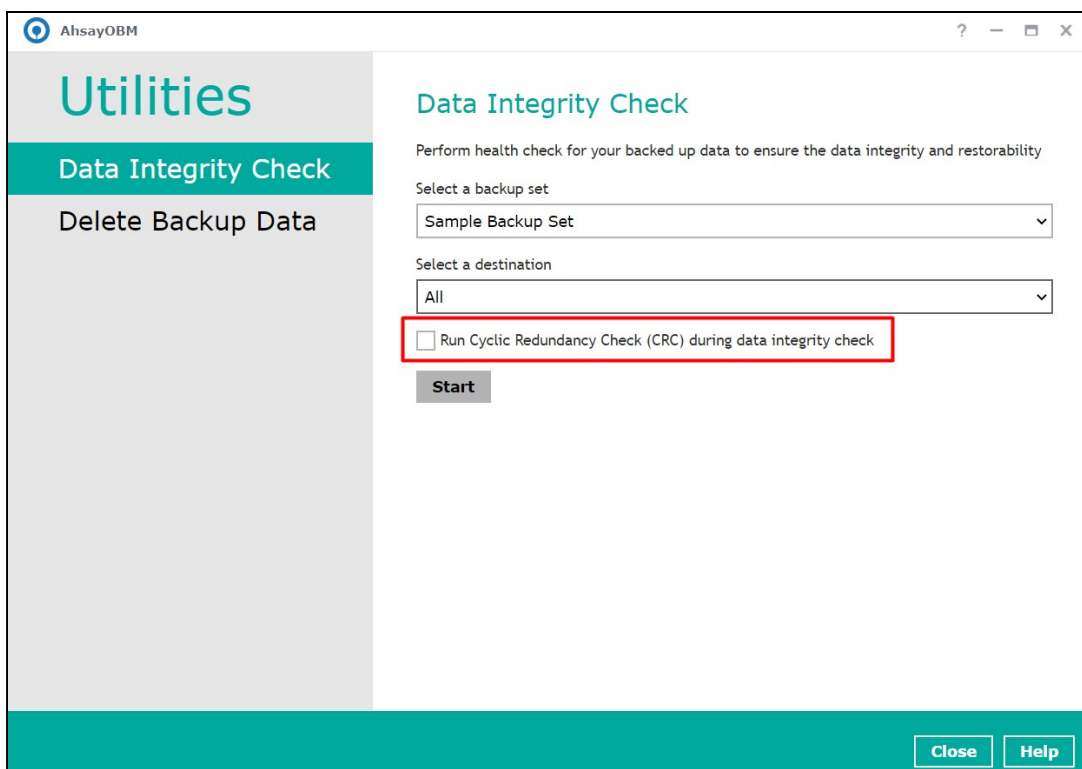 AhsayOBM
?
Utilities
Data Integrity Check
Delete Backup Data
Data Integrity Check
Perform health check for your backed up data to ensure the data integrity and restorability
Select a backup set
Sample Backup Set
Select a destination
All
Run Cyclic Redundancy Check (CRC) during data integrity check
Start
Close
Help